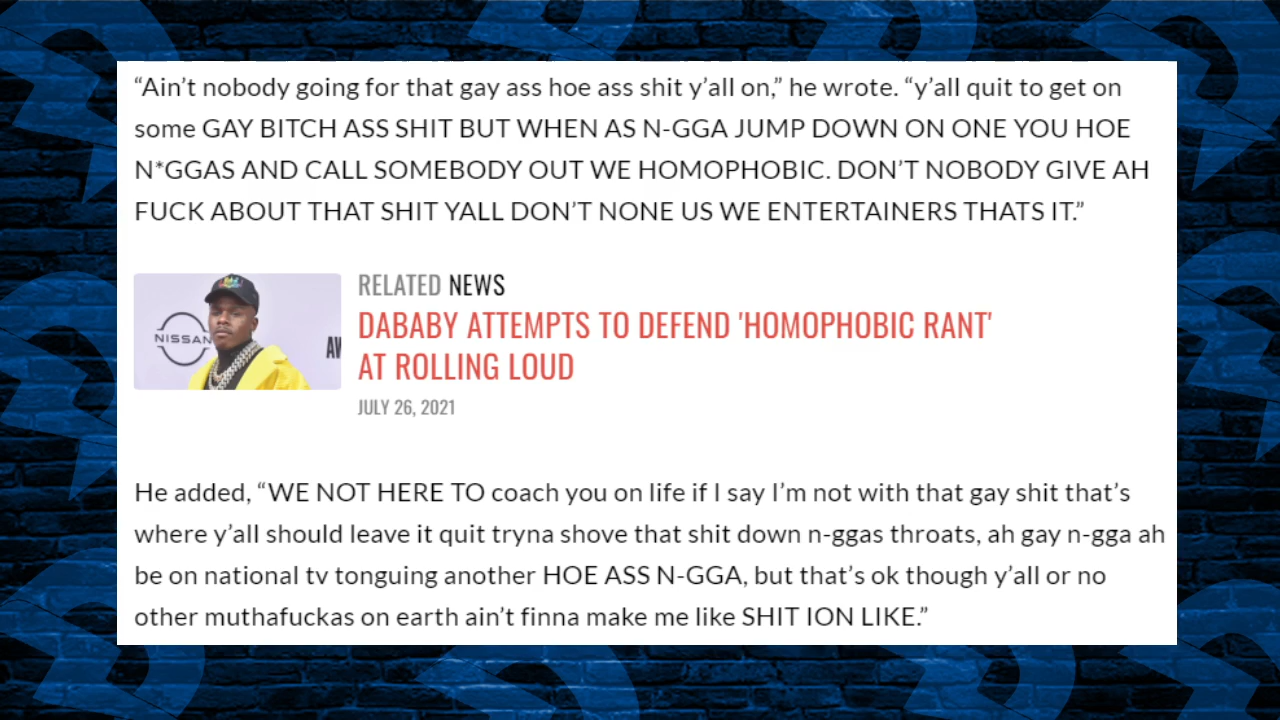 “Ain’t nobody going for that gay ass hoe ass shit y’all on,” he wrote. “y’all quit to get on
some GAY BITCH ASS SHIT BUT WHEN AS N-GGA JUMP DOWN ON ONE YOU HOE
N*GGAS AND CALL SOMEBODY OUT WE HOMOPHOBIC. DON’T NOBODY GIVE AH
FUCK ABOUT THAT SHIT YALL DON’T NONE US WE ENTERTAINERS THATS IT.”
NISSAN
AW
RELATED NEWS
DABABY ATTEMPTS TO DEFEND 'HOMOPHOBIC RANT'
AT ROLLING LOUD
JULY 26, 2021
He added, “WE NOT HERE TO coach you on life if I say I’m not with that gay shit that’s
where y’all should leave it quit tryna shove that shit down n-ggas throats, ah gay n-gga ah
be on national tv tonguing another HOE ASS N-GGA, but that’s ok though y’all or no
other muthafuckas on earth ain’t finna make me like SHIT ION LIKE.”